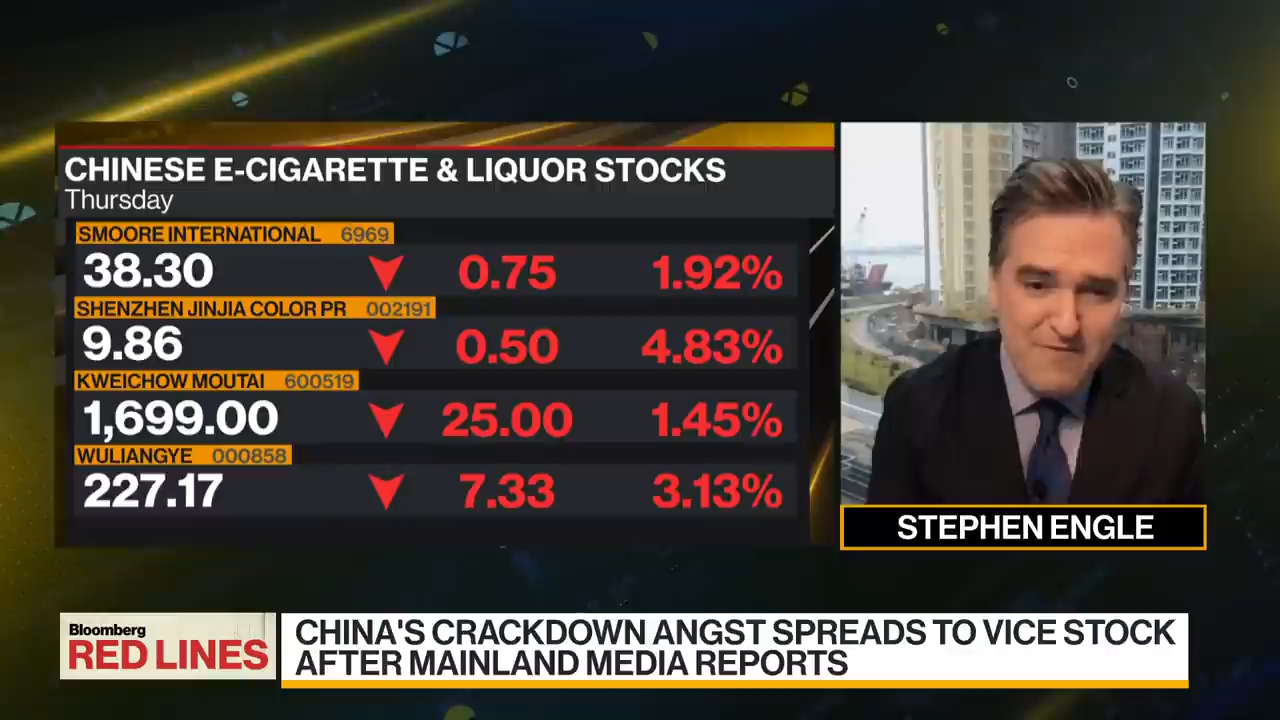 CHINESE E-CIGARETTE & LIQUOR STOCKS
Thursday
SMOORE INTERNATIONAL 6969
38.30 0.75 1.92%
SHENZHEN JINJIA COLOR PR 002191
9.86 0.50 4.83%
KWEICHOW MOUTAI 600519
1,699.00 25.00 1.45%
WULIANGYE 000858
227.17 7.33 3.13%
STEPHEN ENGLE
Bloomberg
RED LINES
CHINA'S CRACKDOWN ANGST SPREADS TO VICE STOCK
AFTER MAINLAND MEDIA REPORTS